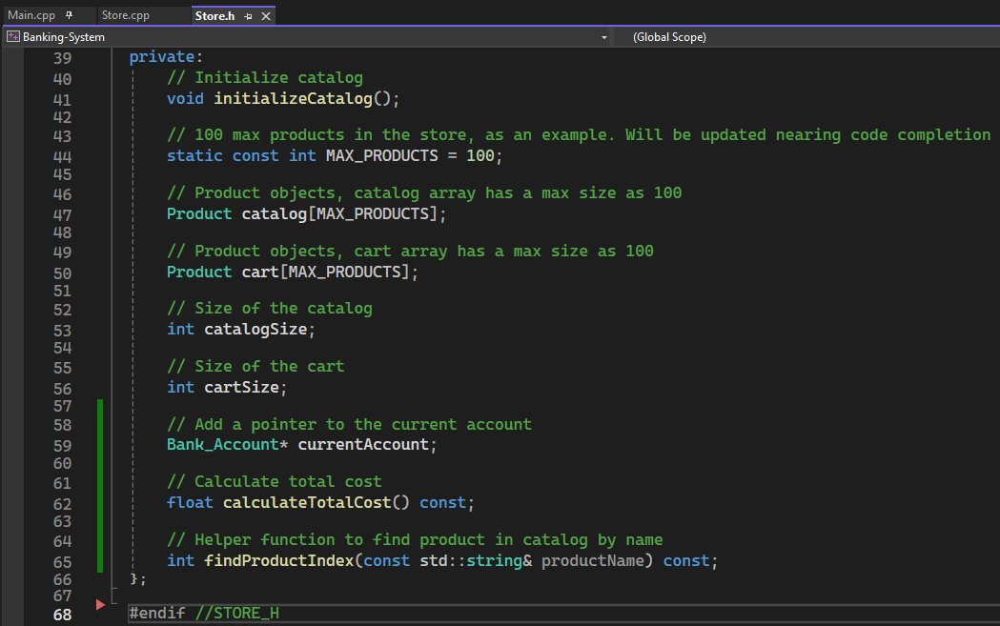 Main.cpp Store.cpp Store.h
Banking-System (Global Scope)
39 private:
40 // Initialize catalog
41 void initializeCatalog();
42
43 // 100 max products in the store, as an example. Will be updated nearing code completion
44 static const int MAX_PRODUCTS = 100;
45
46 // Product objects, catalog array has a max size as 100
47 Product catalog[MAX_PRODUCTS];
48
49 // Product objects, cart array has a max size as 100
50 Product cart[MAX_PRODUCTS];
51
52 // Size of the catalog
53 int catalogSize;
54
55 // Size of the cart
56 int cartSize;
57
58 // Add a pointer to the current account
59 Bank_Account* currentAccount;
60
61 // Calculate total cost
62 float calculateTotalCost() const;
63
64 // Helper function to find product in catalog by name
65 int findProductIndex(const std::string& productName) const;
66 };
67
68 #endif //STORE_H